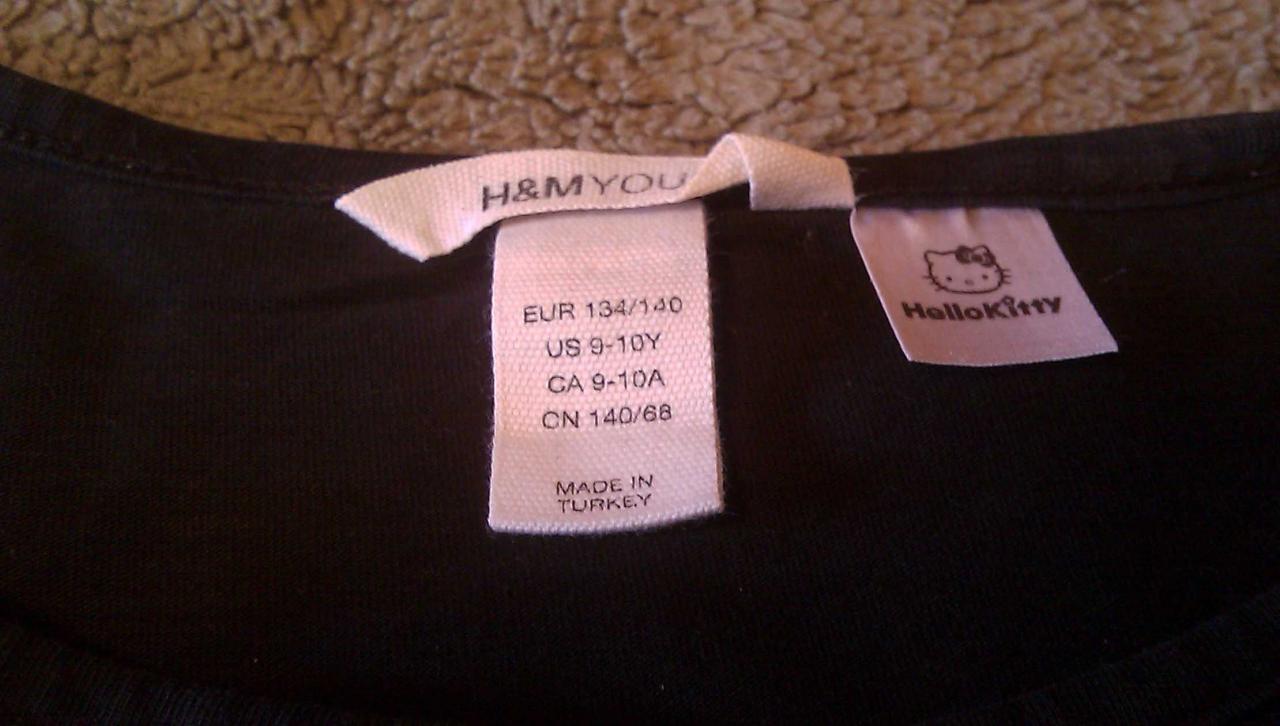 H&MYOU
EUR 134/140
US 9-10Y
CA 9-10A
CN 140/68
MADE IN
TURKEY
HelloKitty